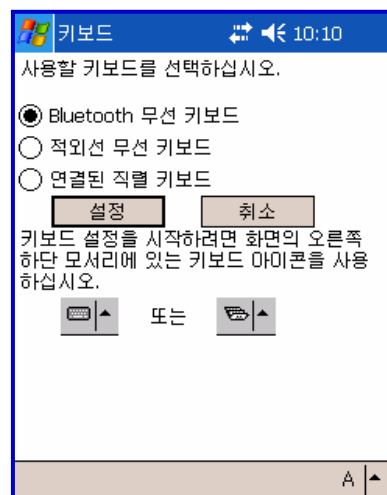 키보드 10:10
사용할 키보드를 선택하십시오.
Bluetooth 무선 키보드
적외선 무선 키보드
연결된 직렬 키보드
설정 취소
키보드 설정을 시작하려면 화면의 오른쪽
하단 모서리에 있는 키보드 아이콘을 사용
하십시오.
또는
A